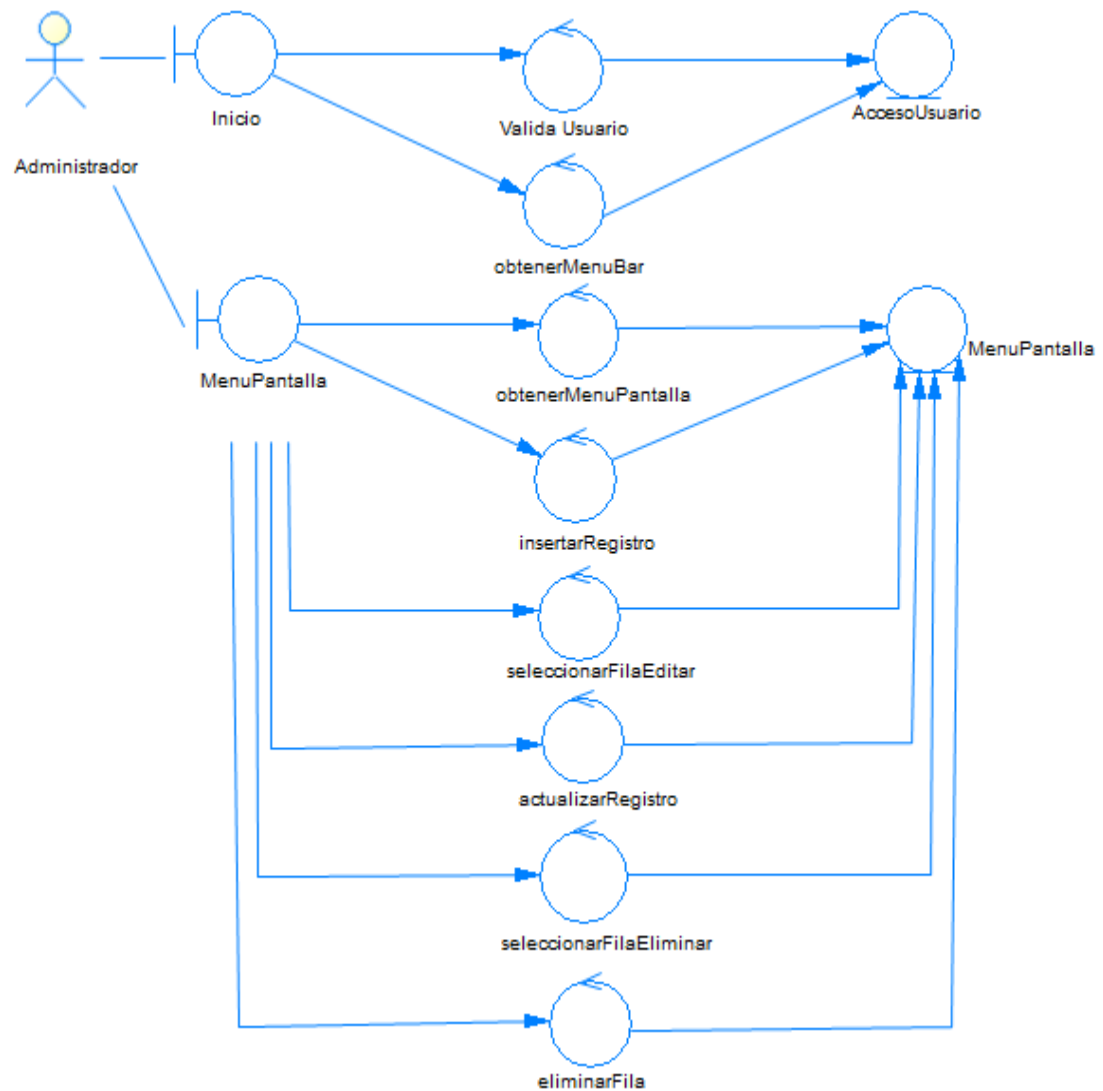 Inicio
Valida Usuario
AccesoUsuario
Administrador
obtenerMenuBar
MenuPantalla
MenuPantalla
obtenerMenuPantalla
insertarRegistro
seleccionarFilaEditar
actualizarRegistro
seleccionarFilaEliminar
eliminarFila